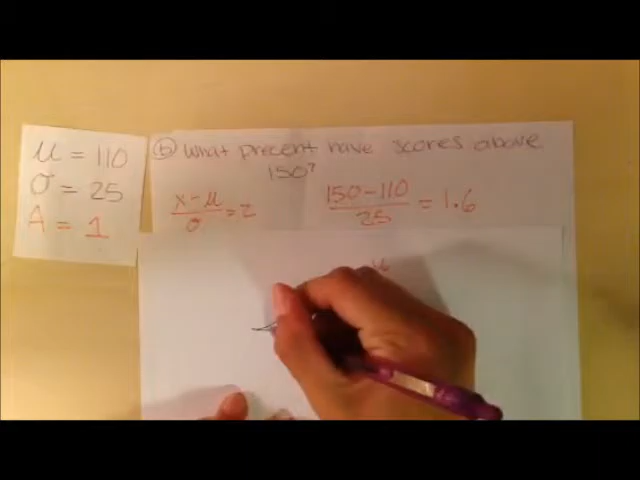 μ = 110
σ = 25
A = 1
ⓑ What precent have scores above
150?
x-μ/σ = z
150-110/25 = 1.6